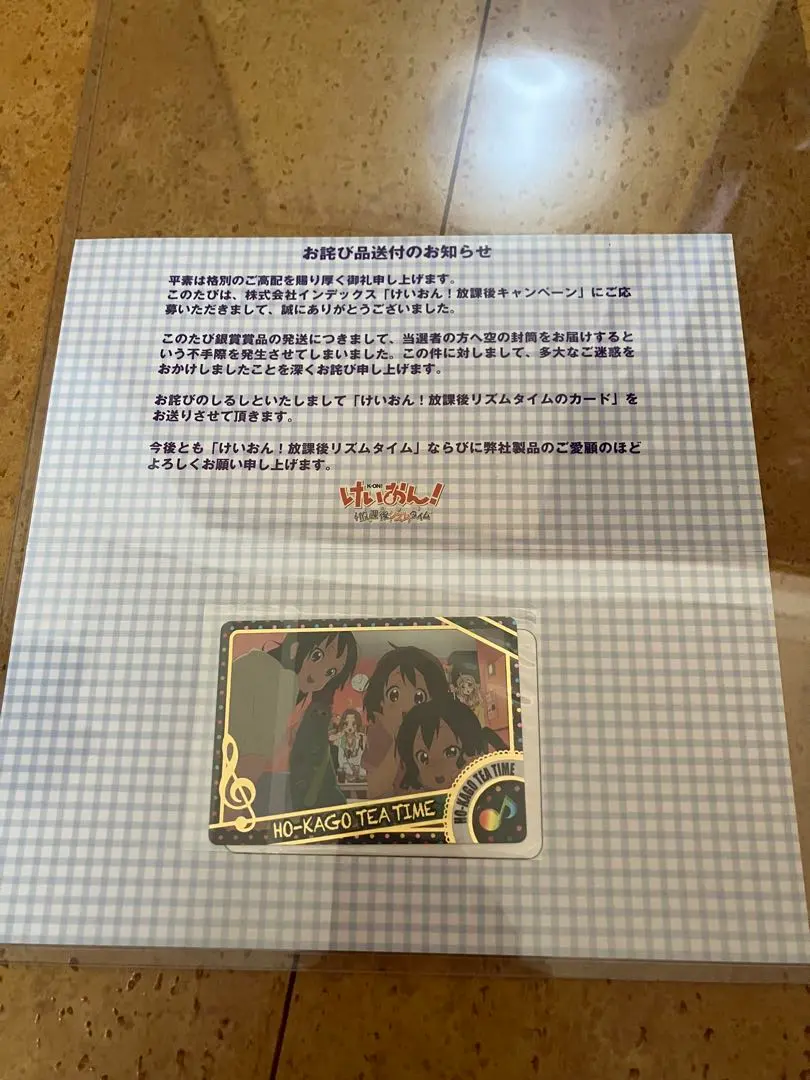 お詫び品送付のお知らせ
平素は格別のご高配を賜り厚く御礼申し上げます。
このたびは、株式会社インデックス「けいおん！放課後キャンペーン」にご応
募いただきまして、誠にありがとうございました。
このたび銀賞賞品の発送につきまして、当選者の方へ空の封筒をお届けすると
いう不手際を発生させてしまいました。この件に対しまして、多大なご迷惑を
おかけしましたことを深くお詫び申し上げます。
お詫びのしるしといたしまして「けいおん！放課後リズムタイムのカード」を
お送りさせて頂きます。
今後とも「けいおん！放課後リズムタイム」ならびに弊社製品のご愛顧のほど
よろしくお願い申し上げます。
K-ON!
けいおん！
放課後リズムタイム
HO-KAGO TEA TIME
HO-KAGO TEA TIME